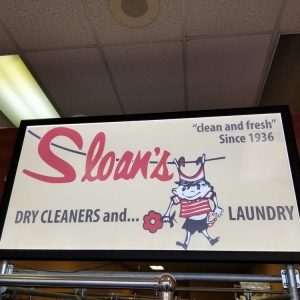 "clean and fresh"
Since 1936
Sloan's
DRY CLEANERS and... LAUNDRY